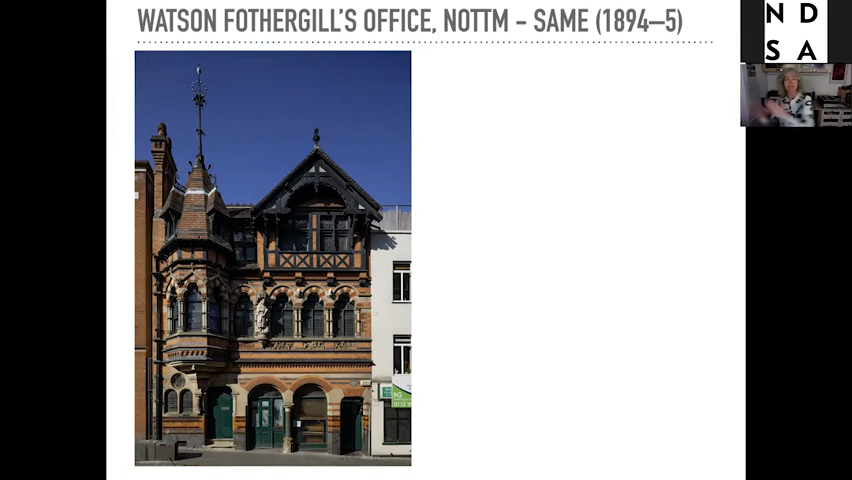 WATSON FOTHERGILL'S OFFICE, NOTTM - SAME (1894–5)
N D
S A